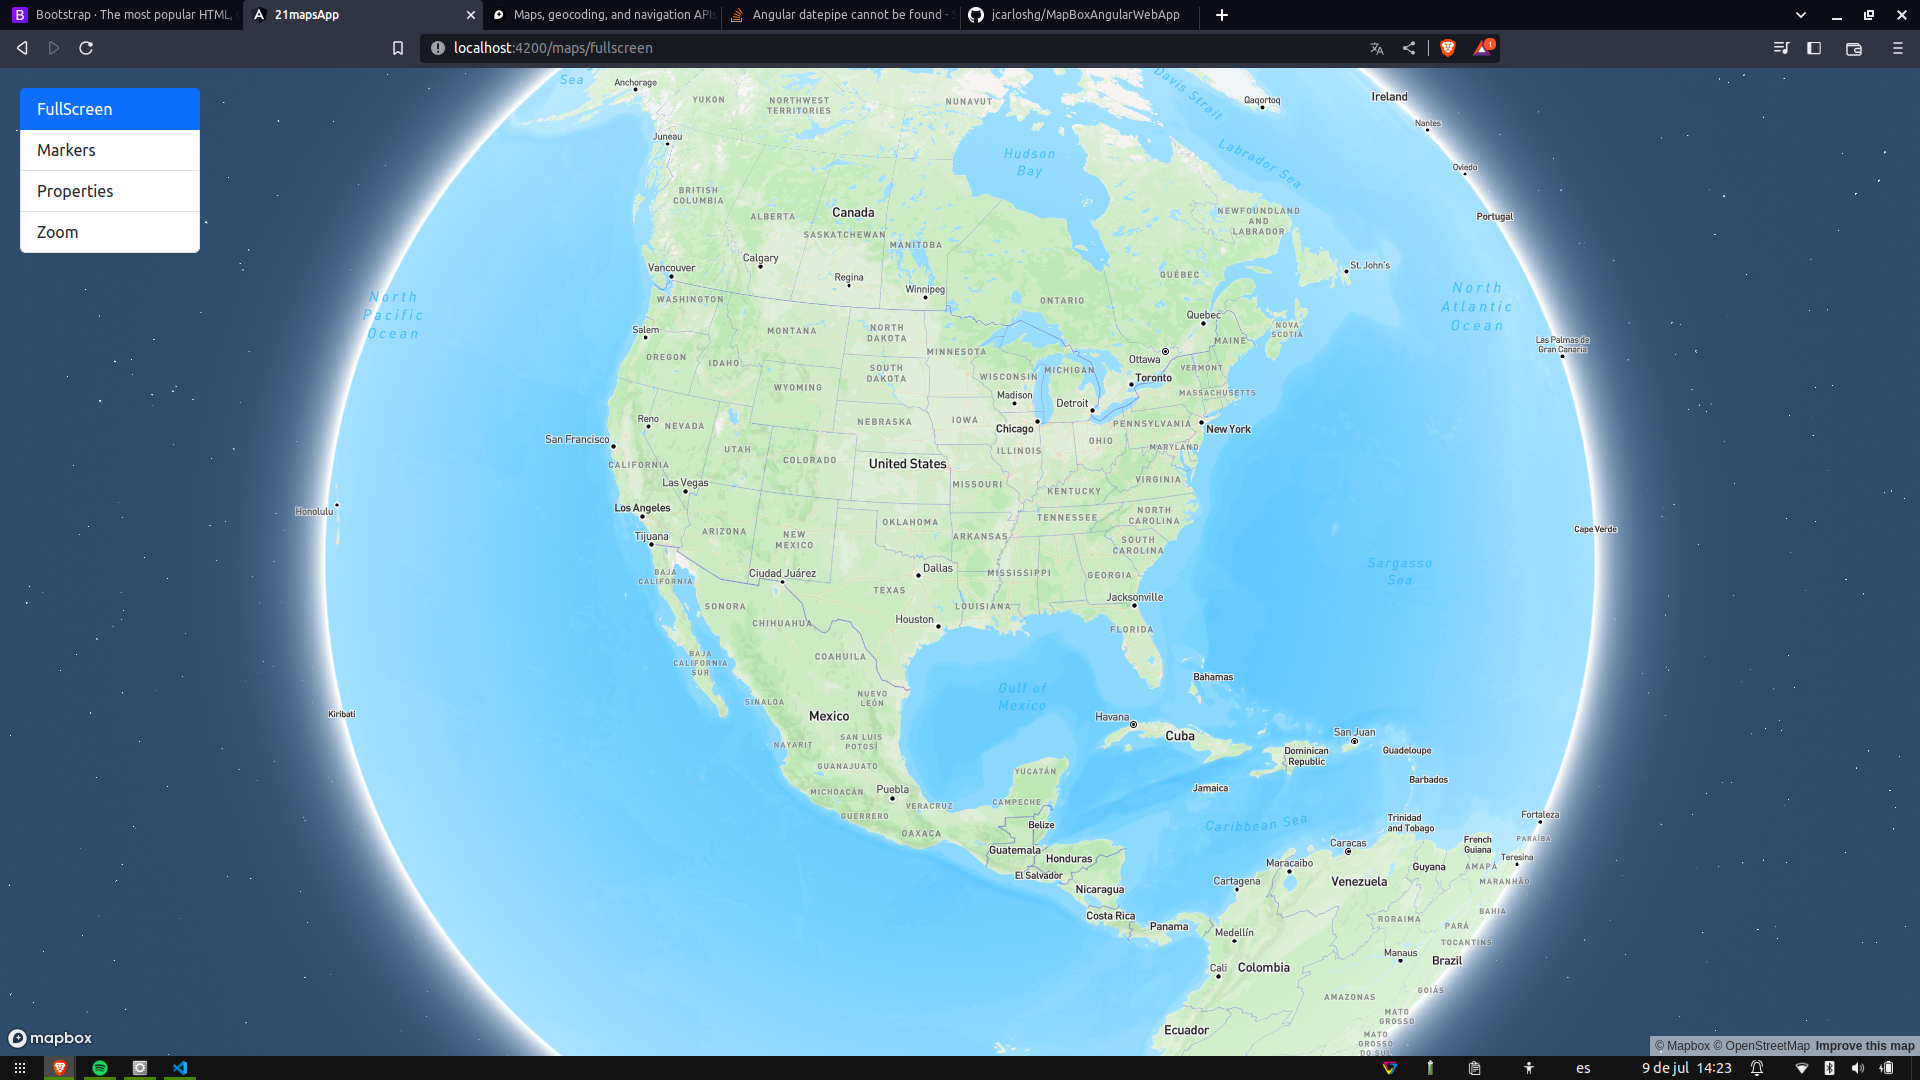 Bootstrap · The most popular HTML,
21mapsApp
Maps, geocoding, and navigation APIs
Angular datepipe cannot be found -
jcarloshg/MapBoxAngularWebApp
localhost:4200/maps/fullscreen
1
FullScreen
Markers
Properties
Zoom
Sea
Anchorage
YUKON
NORTHWEST
TERRITORIES
NUNAVUT
Davis Strait
Qaqortoq
Ireland
Nantes
Juneau
Hudson
Bay
Labrador Sea
Oviedo
BRITISH
COLUMBIA
ALBERTA
Canada
SASKATCHEWAN
MANITOBA
NEWFOUNDLAND
AND
LABRADOR
Portugal
Vancouver
Calgary
Regina
Winnipeg
QUÉBEC
St. John's
North
Pacific
Ocean
WASHINGTON
ONTARIO
North
Atlantic
Ocean
Salem
MONTANA
NORTH
DAKOTA
Quebec
NOVA
SCOTIA
OREGON
IDAHO
MINNESOTA
Ottawa
MAINE
Las Palmas de
Gran Canaria
WYOMING
SOUTH
DAKOTA
WISCONSIN
MICHIGAN
VERMONT
Toronto
Madison
Detroit
MASSACHUSETTS
Reno
NEVADA
NEBRASKA
IOWA
Chicago
PENNSYLVANIA
New York
San Francisco
UTAH
COLORADO
ILLINOIS
OHIO
MARYLAND
CALIFORNIA
United States
Las Vegas
MISSOURI
KENTUCKY
VIRGINIA
Honolulu
Los Angeles
ARIZONA
NEW
MEXICO
OKLAHOMA
TENNESSEE
NORTH
CAROLINA
Tijuana
ARKANSAS
SOUTH
CAROLINA
Cape Verde
BAJA
CALIFORNIA
Ciudad Juárez
Dallas
MISSISSIPPI
GEORGIA
Sargasso
Sea
SONORA
TEXAS
LOUISIANA
Jacksonville
CHIHUAHUA
Houston
FLORIDA
BAJA
CALIFORNIA
SUR
COAHUILA
Bahamas
SINALOA
NUEVO
LEÓN
Gulf of
Mexico
Kiribati
Mexico
Havana
Cuba
San Juan
NAYARIT
SAN LUIS
POTOSÍ
Dominican
Republic
Guadeloupe
GUANAJUATO
YUCATÁN
Barbados
MICHOACÁN
Puebla
VERACRUZ
CAMPECHE
Jamaica
GUERRERO
OAXACA
Belize
Caribbean Sea
Trinidad
and Tobago
Fortaleza
Guatemala
Honduras
Caracas
French
Guiana
PARAÍBA
El Salvador
Maracaibo
Guyana
AMAPÁ
Teresina
Nicaragua
Cartagena
Venezuela
MARANHÃO
Costa Rica
Panama
Medellín
RORAIMA
PARÁ
BAHIA
TOCANTINS
Cali
Colombia
Manaus
Brazil
AMAZONAS
GOIÁS
Ecuador
MATO
GROSSO
MATO
GROSSO
DO SUL
mapbox
© Mapbox © OpenStreetMap Improve this map
es
9 de jul 14:23